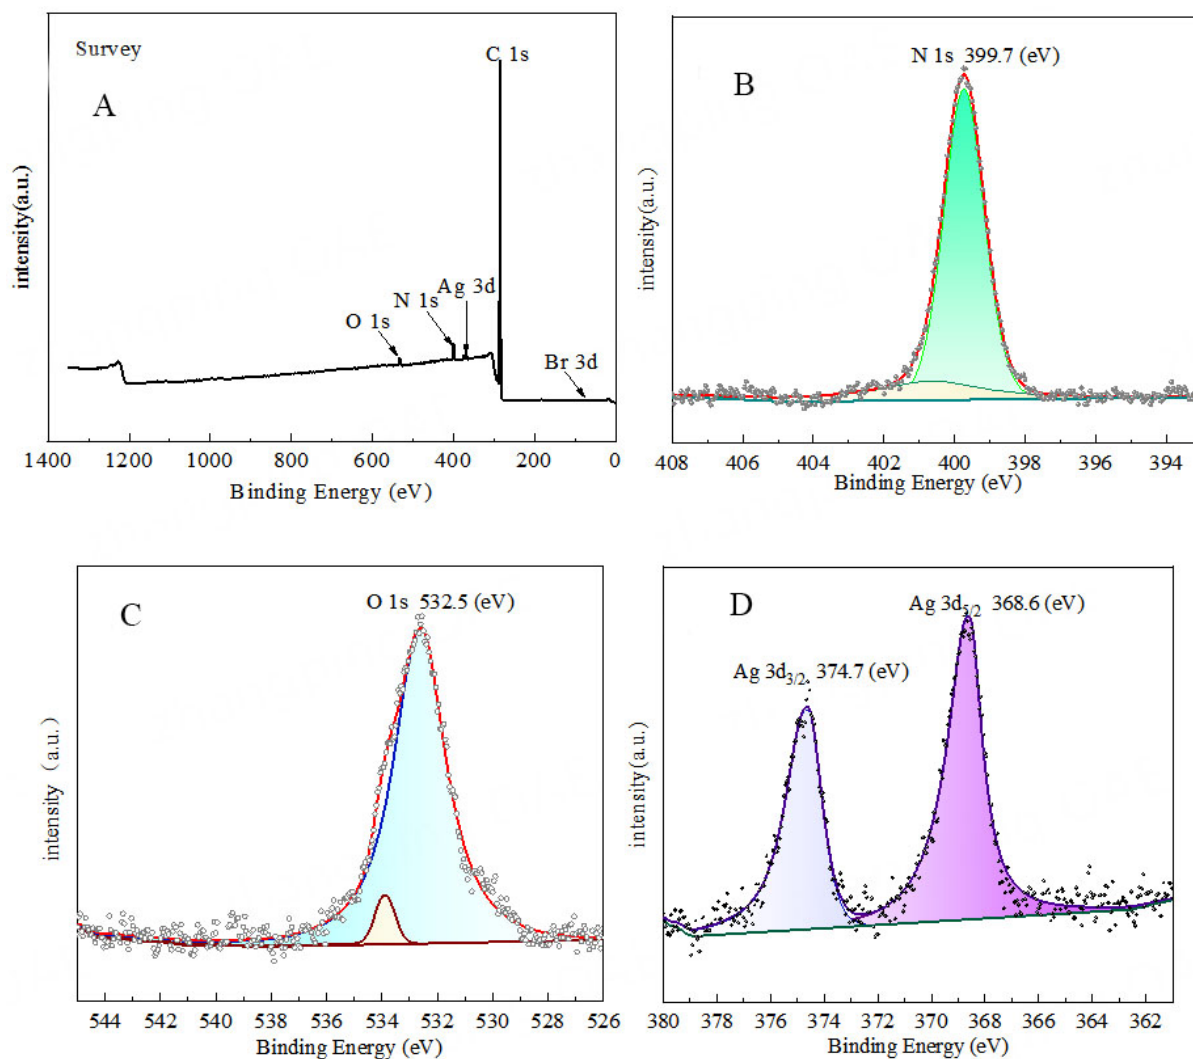 Survey
C 1s
A
Ag 3d
N 1s
O 1s
Br 3d
intensity(a.u.)
1400 1200 1000 800 600 400 200 0
Binding Energy (eV)
N 1s 399.7 (eV)
B
intensity(a.u.)
408 406 404 402 400 398 396 394
Binding Energy (eV)
O 1s 532.5 (eV)
C
intensity (a.u.)
544 542 540 538 536 534 532 530 528 526
Binding Energy (eV)
Ag 3d5/2 368.6 (eV)
D
Ag 3d3/2 374.7 (eV)
intensity(a.u.)
380 378 376 374 372 370 368 366 364 362
Binding Energy (eV)